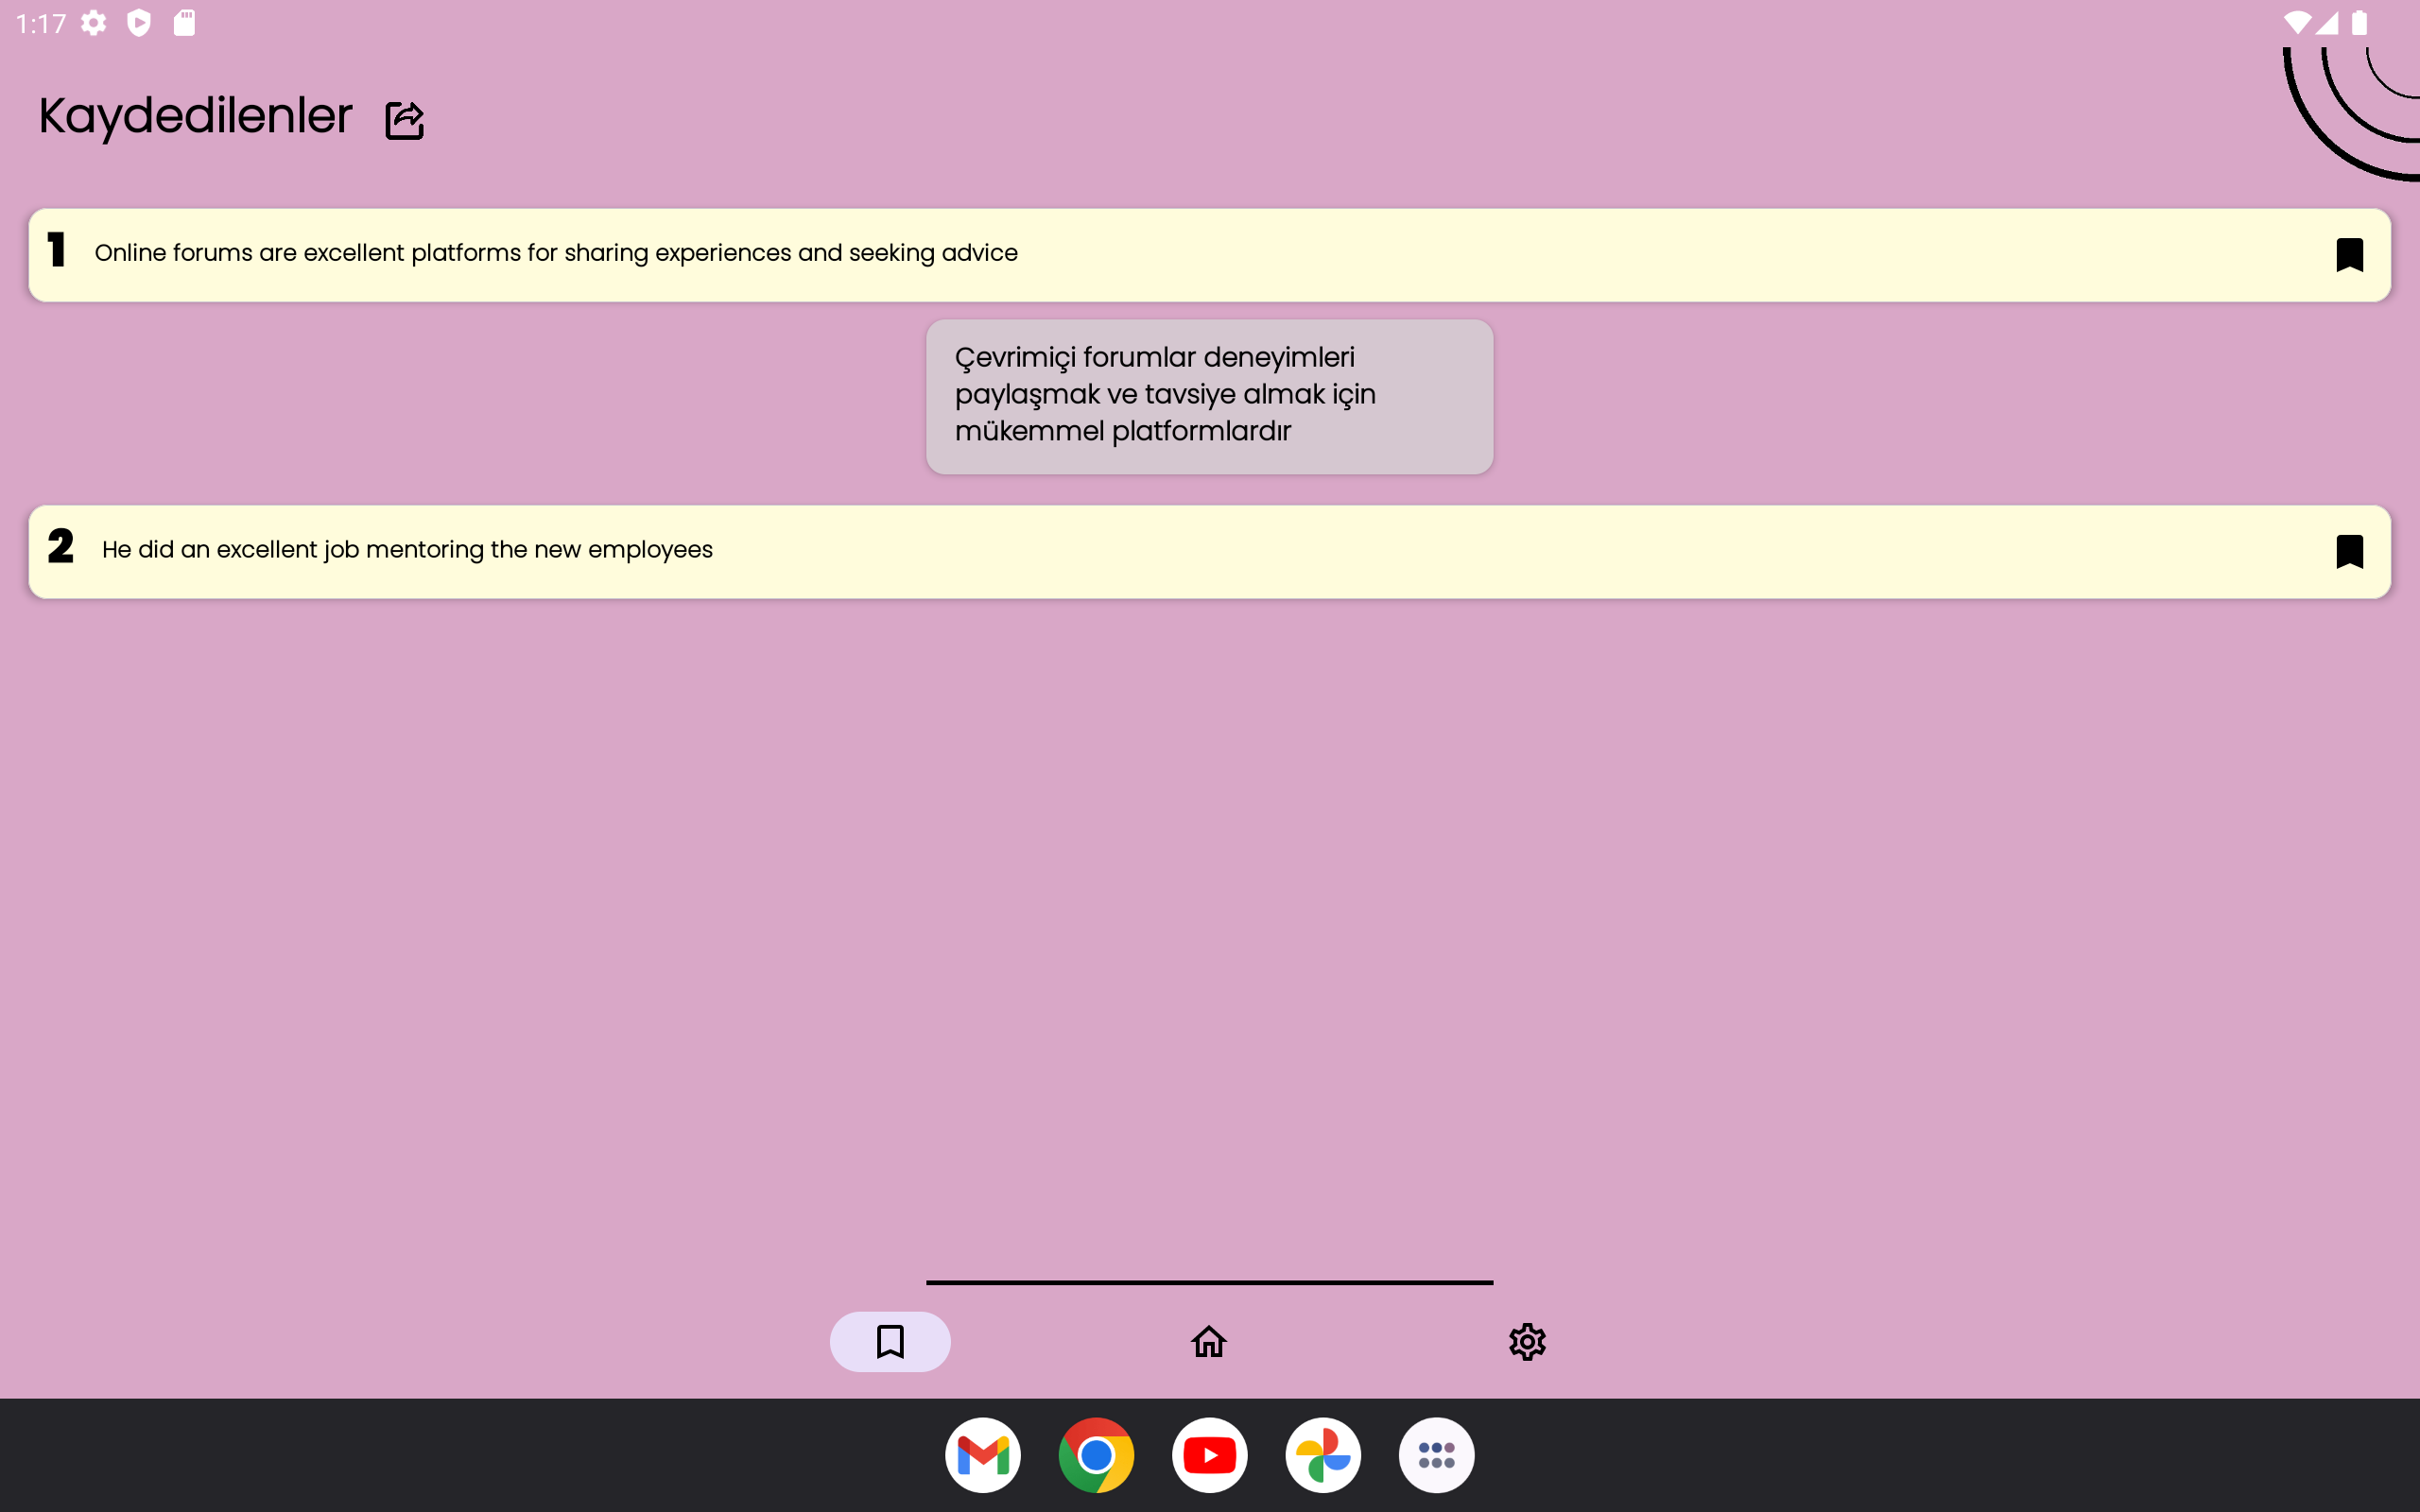 1:17
Kaydedilenler
1 Online forums are excellent platforms for sharing experiences and seeking advice
Çevrimiçi forumlar deneyimleri
paylaşmak ve tavsiye almak için
mükemmel platformlardır
2 He did an excellent job mentoring the new employees